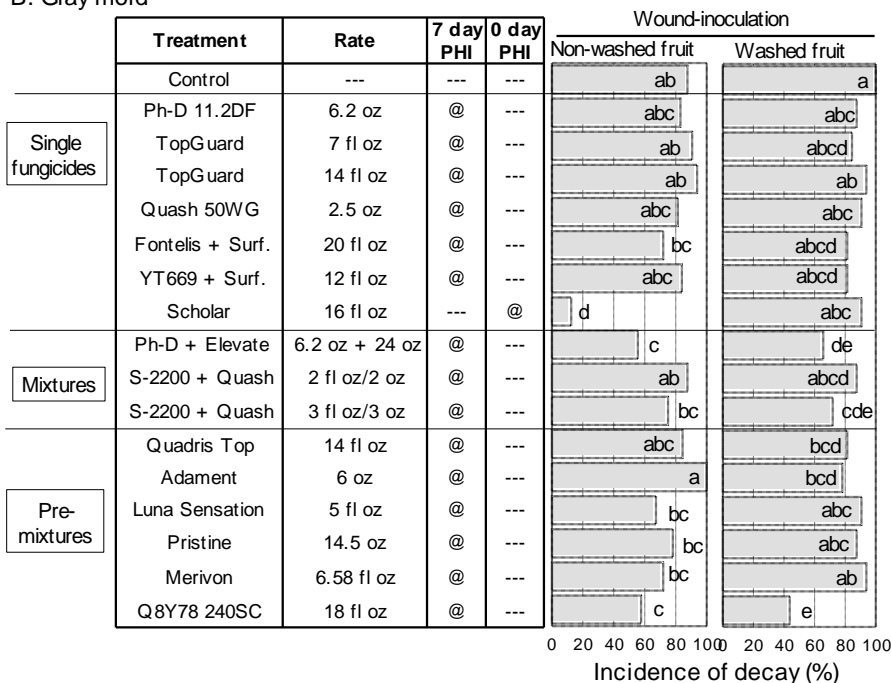 B. Gray mold
Wound-inoculation
Treatment Rate 7 day PHI 0 day PHI Non-washed fruit Washed fruit
Control --- --- --- ab a
Single fungicides
Ph-D 11.2DF 6.2 oz @ --- abc abc
TopGuard 7 fl oz @ --- ab abcd
TopGuard 14 fl oz @ --- ab ab
Quash 50WG 2.5 oz @ --- abc abc
Fontelis + Surf. 20 fl oz @ --- bc abcd
YT669 + Surf. 12 fl oz @ --- abc abcd
Scholar 16 fl oz --- @ d abc
Mixtures
Ph-D + Elevate 6.2 oz + 24 oz @ --- c de
S-2200 + Quash 2 fl oz/2 oz @ --- ab abcd
S-2200 + Quash 3 fl oz/3 oz @ --- bc cde
Pre-mixtures
Quadris Top 14 fl oz @ --- abc bcd
Adament 6 oz @ --- a bcd
Luna Sensation 5 fl oz @ --- bc abc
Pristine 14.5 oz @ --- bc abc
Merivon 6.58 fl oz @ --- bc ab
Q8Y78 240SC 18 fl oz @ --- c e
0 20 40 60 80 100 0 20 40 60 80 100
Incidence of decay (%)